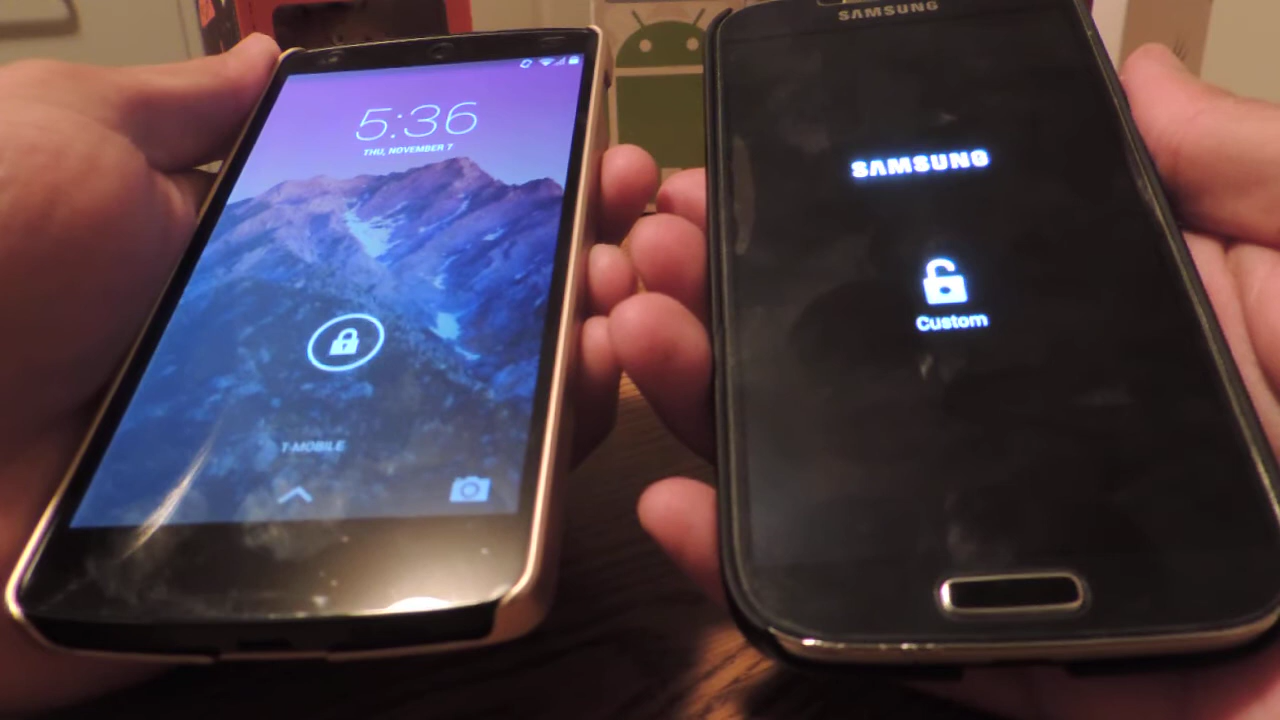 5:36
THU, NOVEMBER 7
T-MOBILE
SAMSUNG
SAMSUNG
Custom